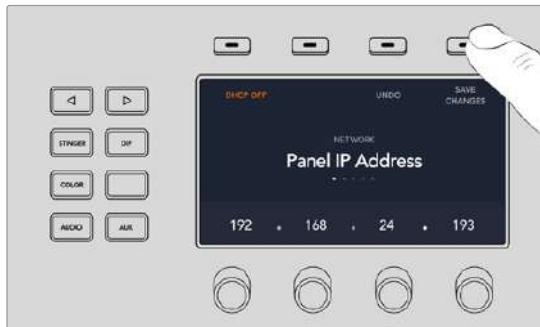 DHCP OFF
UNDO
SAVE
CHANGES
NETWORK
Panel IP Address
192 . 168 . 24 . 193
STINGER
DIP
COLOR
AUDIO
AUX